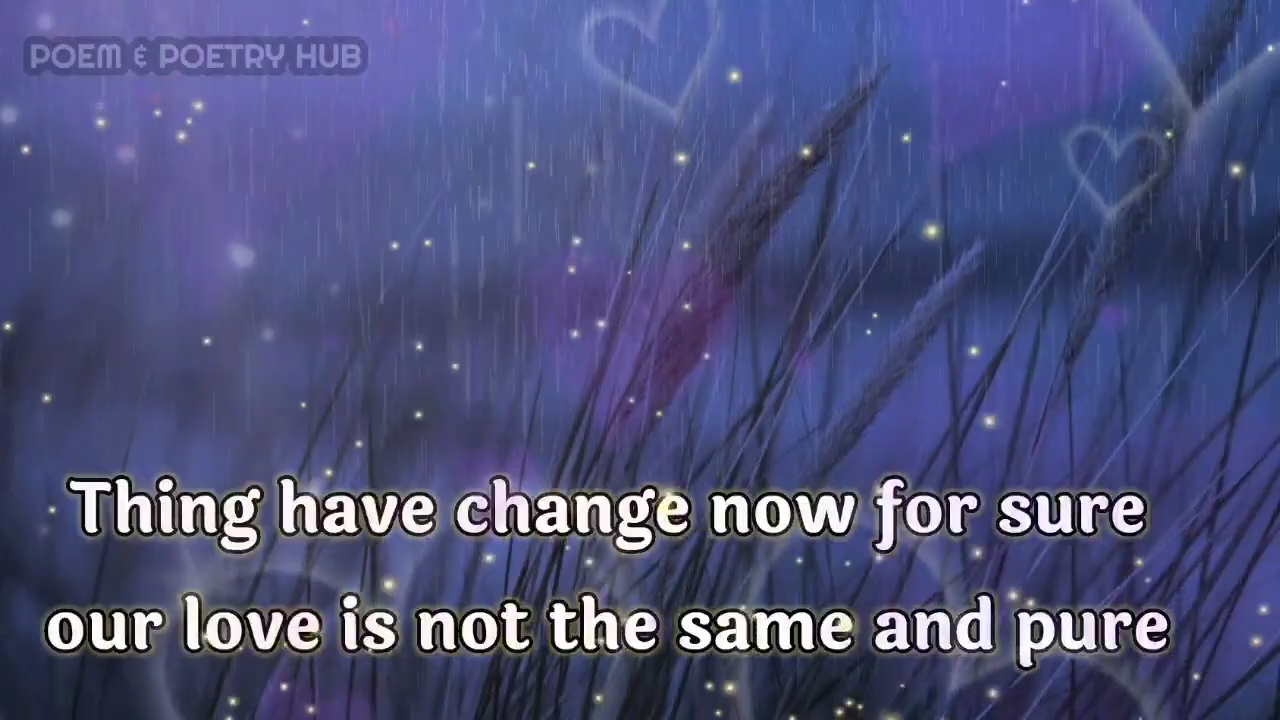 POEM & POETRY HUB
Thing have change now for sure
our love is not the same and pure